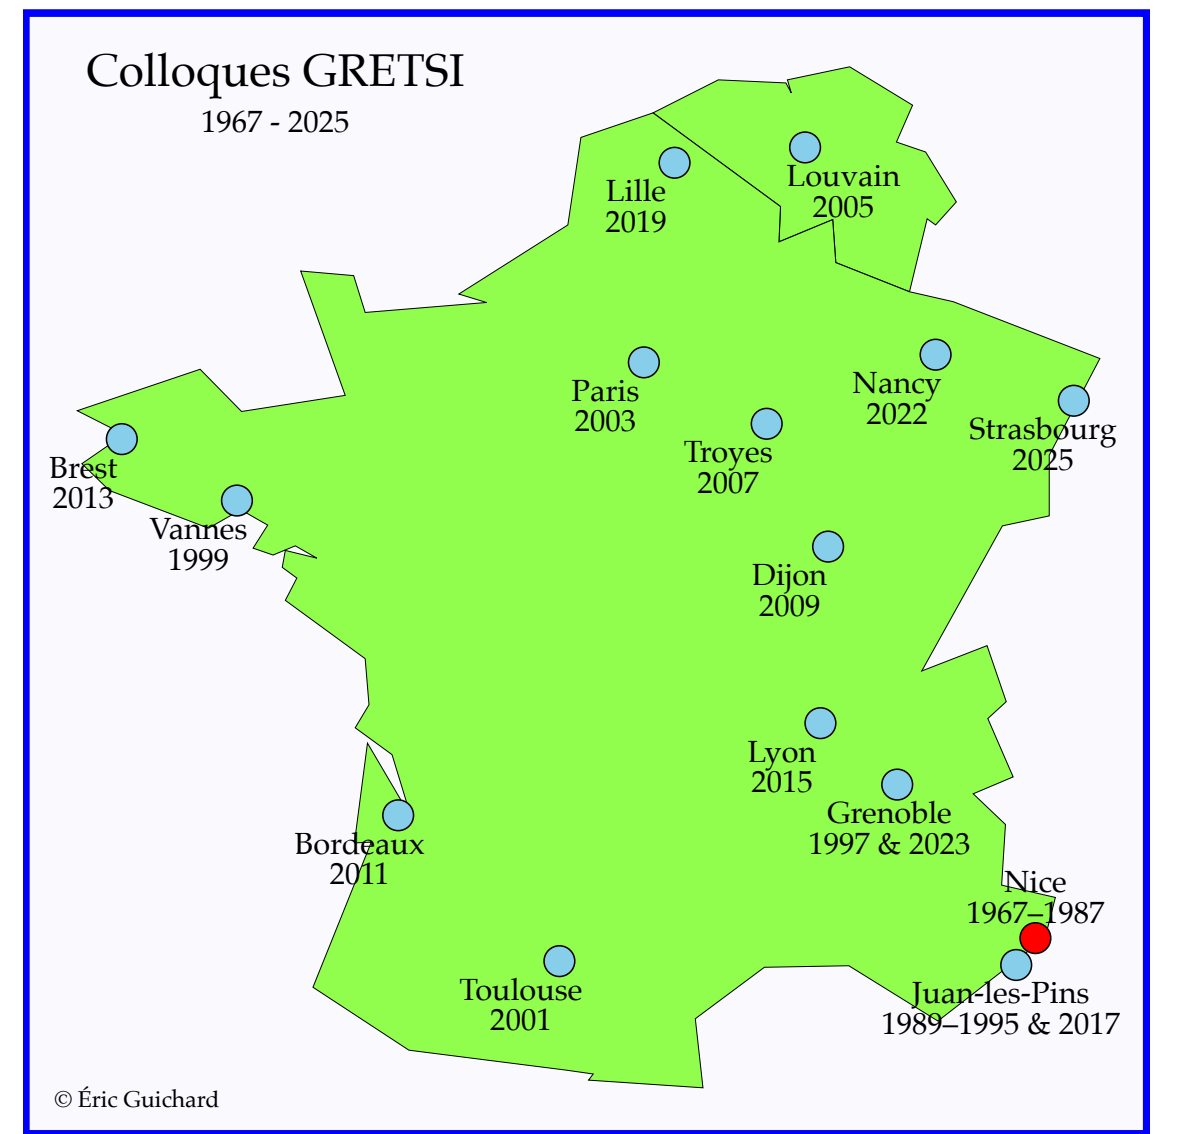 Colloques GRETSI
1967 - 2025
Lille
2019
Louvain
2005
Paris
2003
Nancy
2022
Troyes
2007
Strasbourg
2025
Brest
2013
Vannes
1999
Dijon
2009
Lyon
2015
Grenoble
1997 & 2023
Bordeaux
2011
Nice
1967–1987
Toulouse
2001
Juan-les-Pins
1989–1995 & 2017
© Éric Guichard